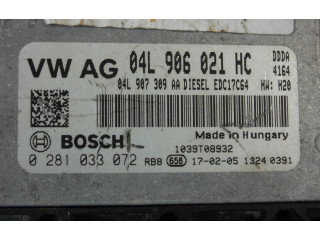 VW AG 04L 906 021 HC DDDA
4164
04L 907 309 AA DIESEL EDC17C64 HW: H20
BOSCH Made in Hungary
1039T08932
0 281 033 072 RB8 G58 17-02-05 1324 0391